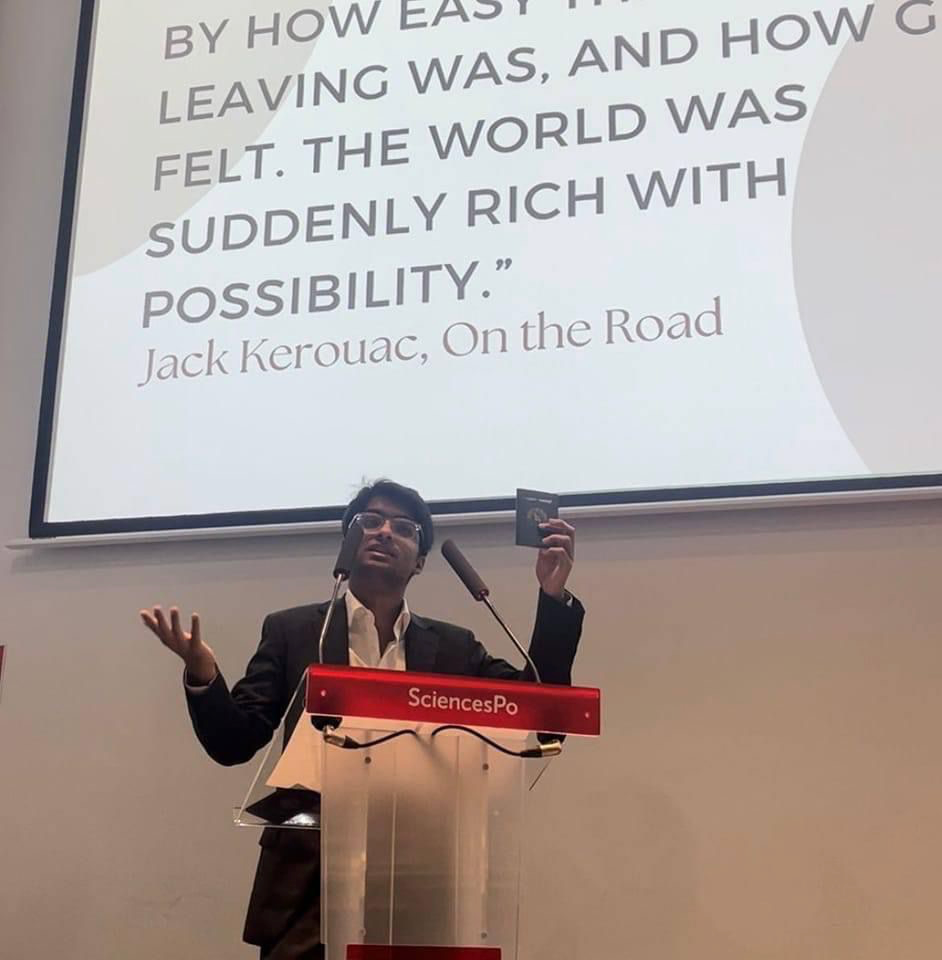 BY HOW EASY
LEAVING WAS, AND HOW G
FELT. THE WORLD WAS
SUDDENLY RICH WITH
POSSIBILITY.”
Jack Kerouac, On the Road
SciencesPo